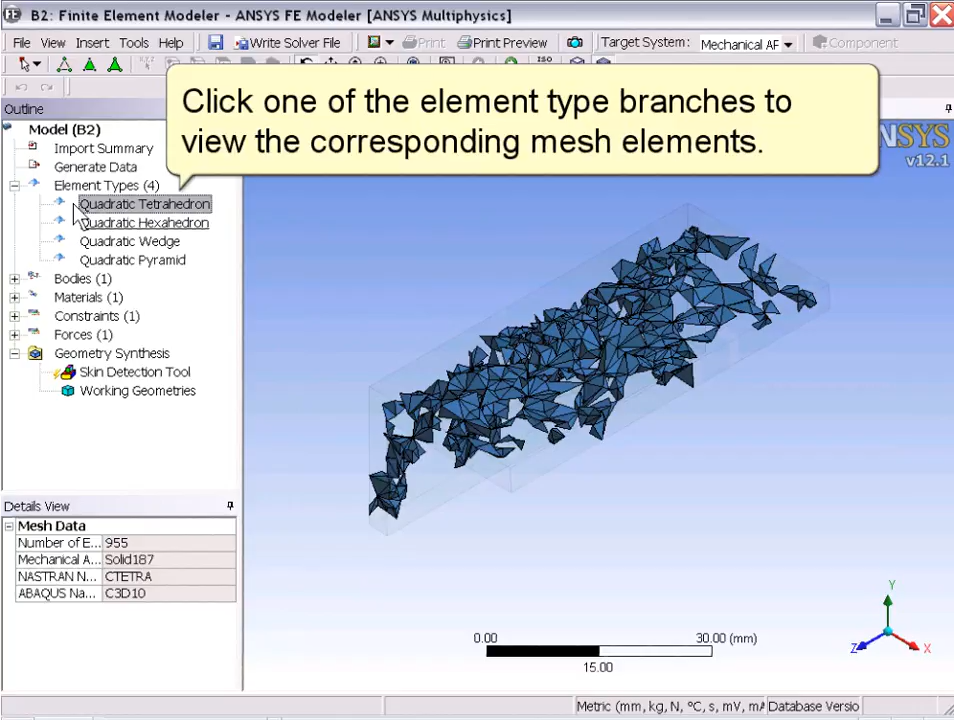 B2: Finite Element Modeler - ANSYS FE Modeler [ANSYS Multiphysics]
File View Insert Tools Help Write Solver File Print Print Preview Target System: Mechanical AF Component
ISO
Click one of the element type branches to
view the corresponding mesh elements.
Outline
ANSYS
v12.1
Model (B2)
Import Summary
Generate Data
Element Types (4)
Quadratic Tetrahedron
Quadratic Hexahedron
Quadratic Wedge
Quadratic Pyramid
Bodies (1)
Materials (1)
Constraints (1)
Forces (1)
Geometry Synthesis
Skin Detection Tool
Working Geometries
Details View
Mesh Data
Number of E... 955
Mechanical A... Solid187
NASTRAN N... CTETRA
ABAQUS Na... C3D10
0.00 30.00 (mm)
15.00
Y
Z X
Metric (mm, kg, N, °C, s, mV, mA Database Versio